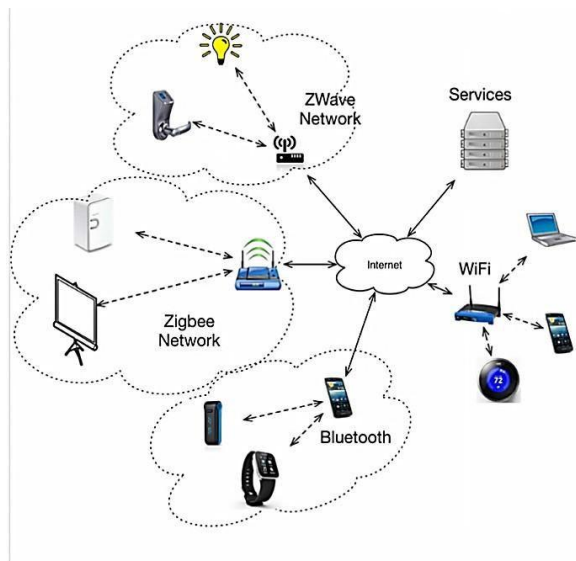 ZWave
Network
Services
Internet
WiFi
Zigbee
Network
72
Bluetooth